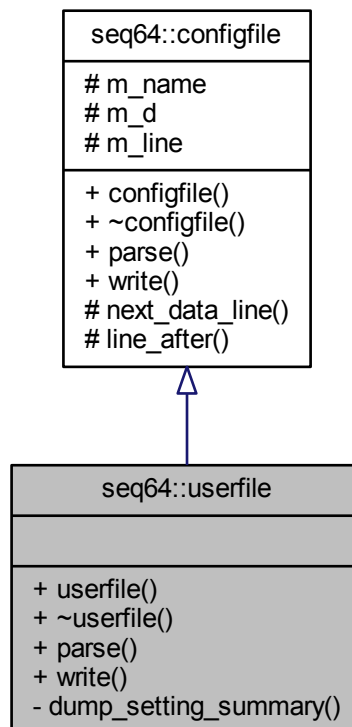 seq64::configfile
# m_name
# m_d
# m_line
+ configfile()
+ ~configfile()
+ parse()
+ write()
# next_data_line()
# line_after()
seq64::userfile
+ userfile()
+ ~userfile()
+ parse()
+ write()
- dump_setting_summary()